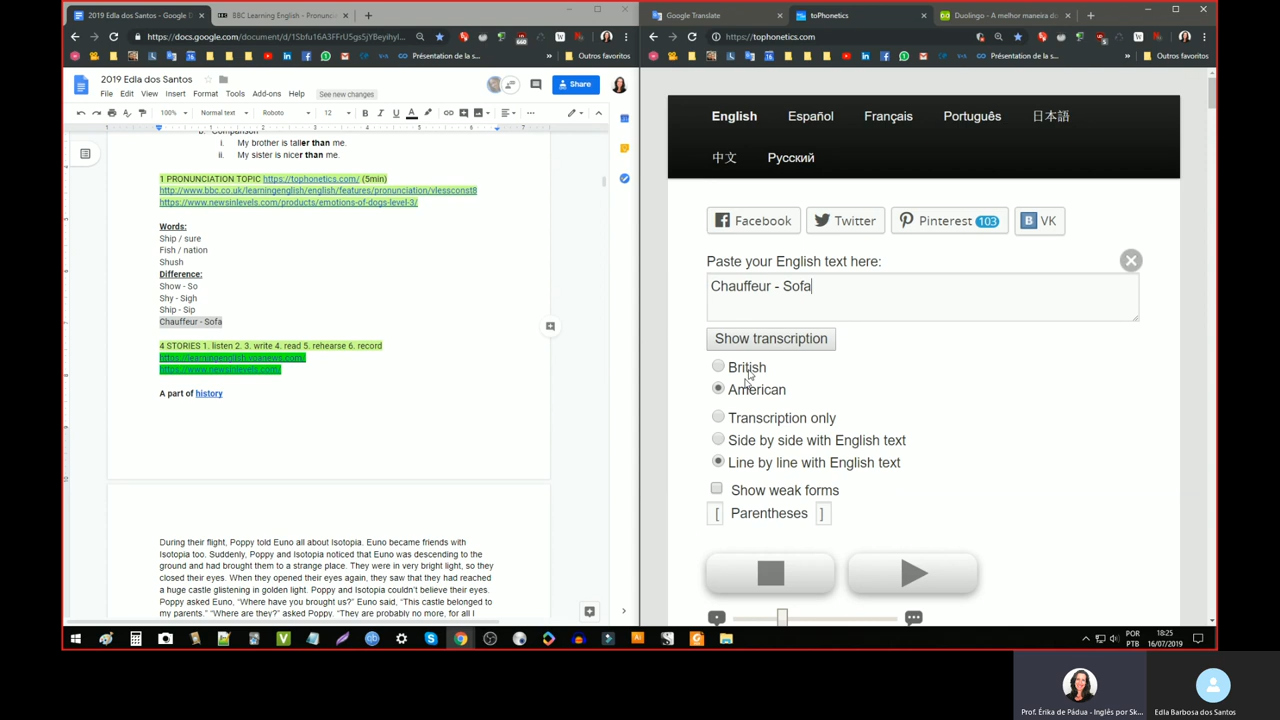 2019 Edla dos Santos - Google D
BBC Learning English - Pronunci
https://docs.google.com/document/d/1Sbfu16A3FFrU5gs5jYBeyihyl
Présentation de la s...
Outros favoritos
2019 Edla dos Santos
File Edit View Insert Format Tools Add-ons Help See new changes
Share
100% Normal text Roboto 12
b. Comparison
i. My brother is taller than me.
ii. My sister is nicer than me.
1 PRONUNCIATION TOPIC https://tophonetics.com/ (5min)
http://www.bbc.co.uk/learningenglish/english/features/pronunciation/vlessconst8
https://www.newsinlevels.com/products/emotions-of-dogs-level-3/
Words:
Ship / sure
Fish / nation
Shush
Difference:
Show - So
Shy - Sigh
Ship - Sip
Chauffeur - Sofa
4 STORIES 1. listen 2. 3. write 4. read 5. rehearse 6. record
https://learningenglish.voanews.com/
https://www.newsinlevels.com/
A part of history
During their flight, Poppy told Euno all about Isotopia. Euno became friends with
Isotopia too. Suddenly, Poppy and Isotopia noticed that Euno was descending to the
ground and had brought them to a strange place. They were in very bright light, so they
closed their eyes. When they opened their eyes again, they saw that they had reached
a huge castle glistening in golden light. Poppy and Isotopia couldn't believe their eyes.
Poppy asked Euno, "Where have you brought us?" Euno said, "This castle belonged to
my parents." "Where are they?" asked Poppy. "They are probably no more, for all I
Google Translate
toPhonetics
Duolingo - A melhor maneira do
https://tophonetics.com
Présentation de la s...
Outros favoritos
English Español Français Português 日本語
中文 Русский
Facebook Twitter Pinterest 103 VK
Paste your English text here:
Chauffeur - Sofa
Show transcription
British
American
Transcription only
Side by side with English text
Line by line with English text
Show weak forms
[ Parentheses ]
POR
PTB
18:25
16/07/2019
Prof. Érika de Pádua - Inglês por Sk...
Edla Barbosa dos Santos